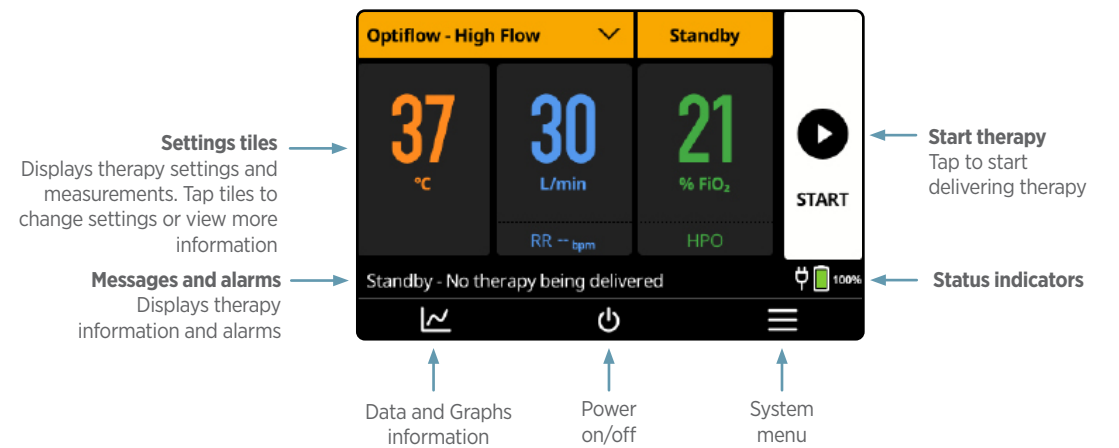 Optiflow - High Flow
Standby
37
°C
30
L/min
RR -- bpm
21
% FiO₂
HPO
START
Standby - No therapy being delivered
100%
Settings tiles
Displays therapy settings and
measurements. Tap tiles to
change settings or view more
information
Messages and alarms
Displays therapy
information and alarms
Start therapy
Tap to start
delivering therapy
Status indicators
Data and Graphs
information
Power
on/off
System
menu